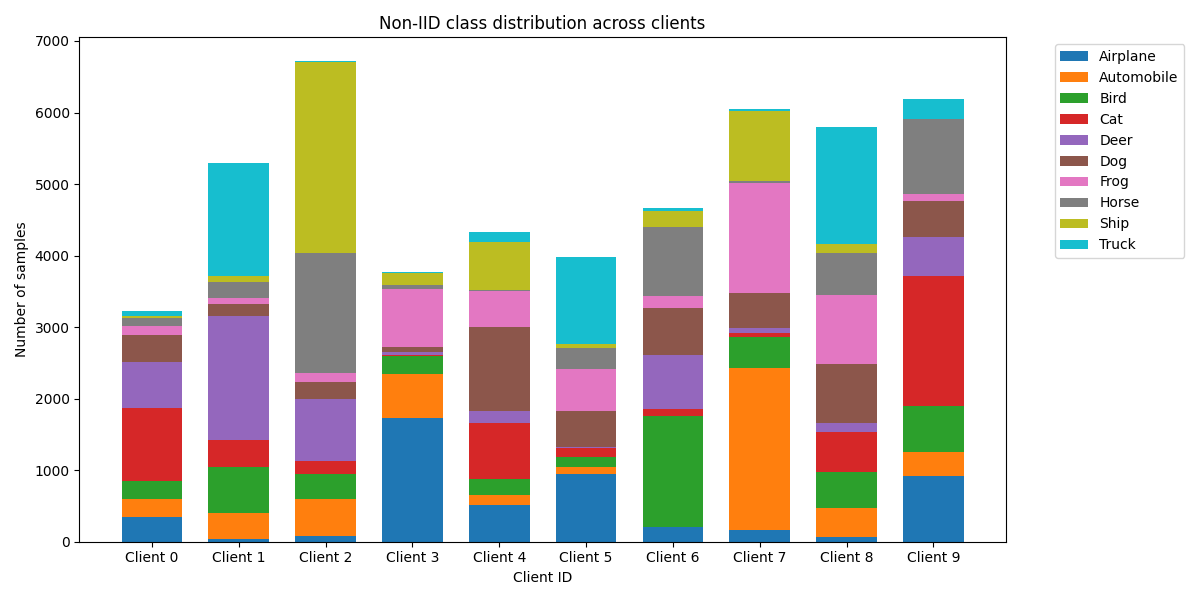 Non-IID class distribution across clients
7000
6000
5000
4000
3000
2000
1000
0
Number of samples
Client 0 Client 1 Client 2 Client 3 Client 4 Client 5 Client 6 Client 7 Client 8 Client 9
Client ID
Airplane
Automobile
Bird
Cat
Deer
Dog
Frog
Horse
Ship
Truck